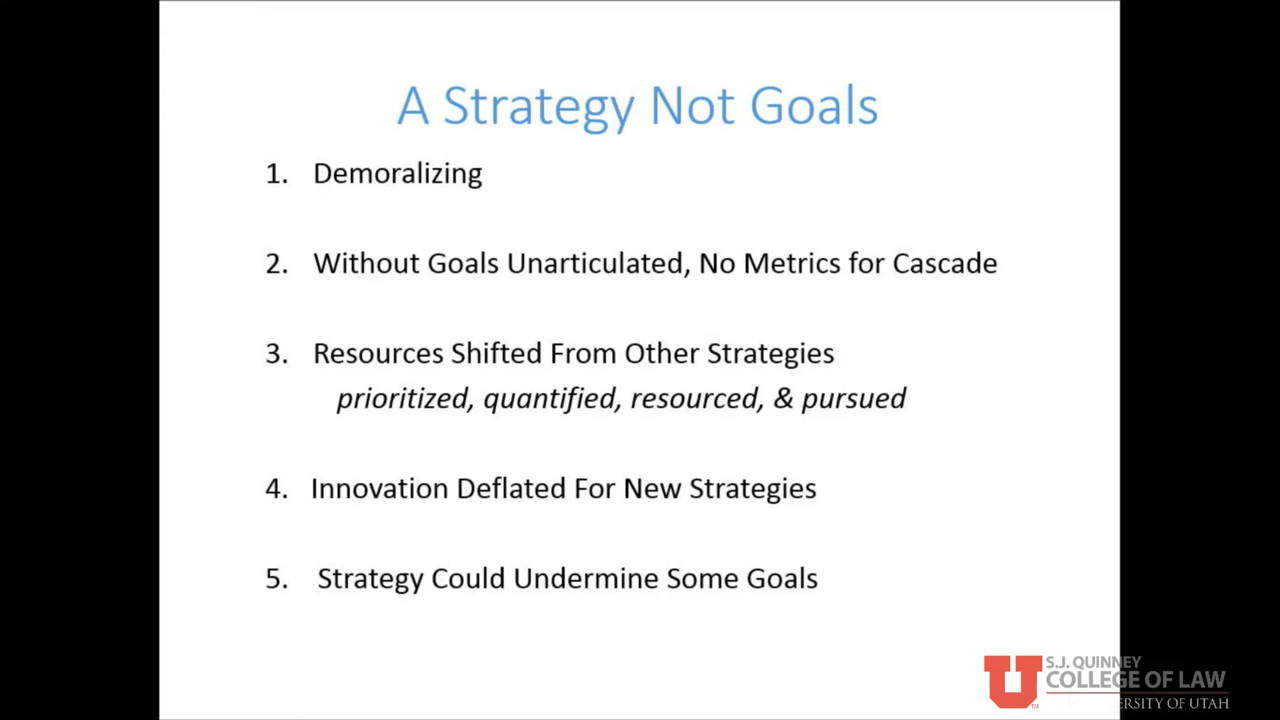 A Strategy Not Goals
1. Demoralizing
2. Without Goals Unarticulated, No Metrics for Cascade
3. Resources Shifted From Other Strategies
prioritized, quantified, resourced, & pursued
4. Innovation Deflated For New Strategies
5. Strategy Could Undermine Some Goals
U
S.J. QUINNEY
COLLEGE OF LAW
UNIVERSITY OF UTAH